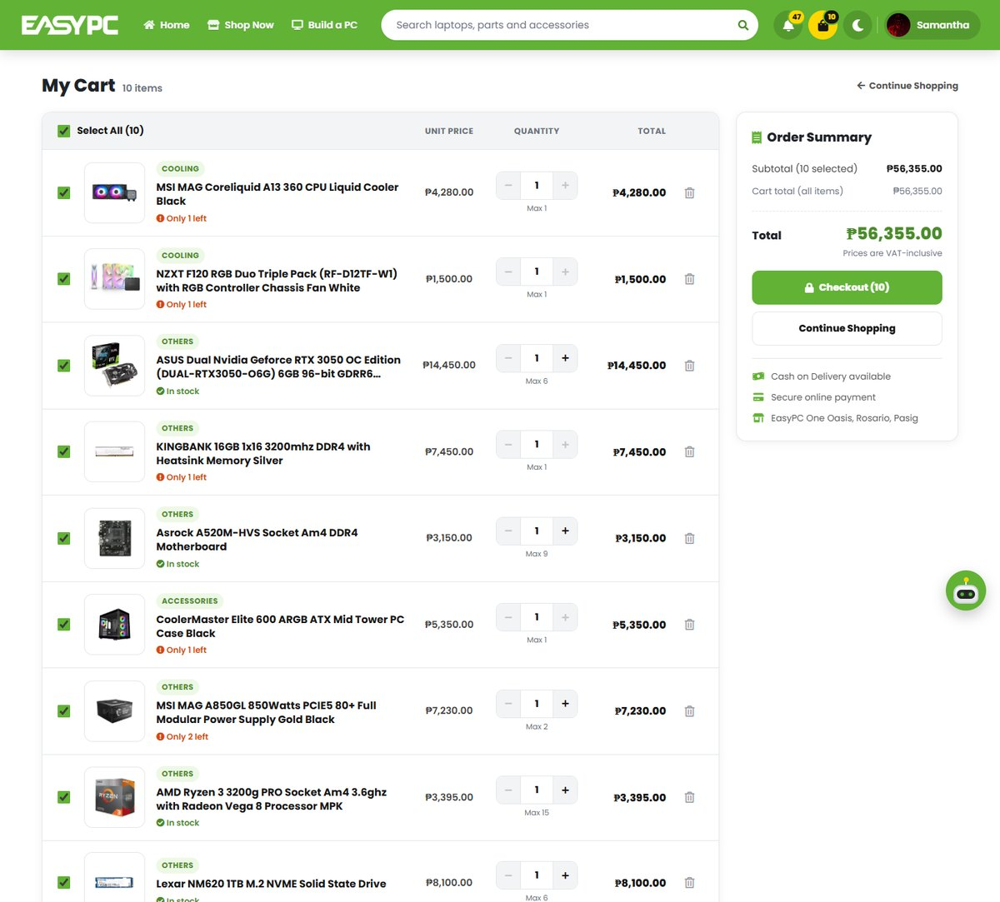 EASYPC Home Shop Now Build a PC Search laptops, parts and accessories 47 10 Samantha
My Cart 10 items
Continue Shopping
Select All (10) UNIT PRICE QUANTITY TOTAL
COOLING
MSI MAG Coreliquid A13 360 CPU Liquid Cooler
Black
Only 1 left
₱4,280.00
1
Max 1
₱4,280.00
COOLING
NZXT F120 RGB Duo Triple Pack (RF-D12TF-W1)
with RGB Controller Chassis Fan White
Only 1 left
₱1,500.00
1
Max 1
₱1,500.00
OTHERS
ASUS Dual Nvidia Geforce RTX 3050 OC Edition
(DUAL-RTX3050-O6G) 6GB 96-bit GDRR6...
In stock
₱14,450.00
1
Max 6
₱14,450.00
OTHERS
KINGBANK 16GB 1x16 3200mhz DDR4 with
Heatsink Memory Silver
Only 1 left
₱7,450.00
1
Max 1
₱7,450.00
OTHERS
Asrock A520M-HVS Socket Am4 DDR4
Motherboard
In stock
₱3,150.00
1
Max 9
₱3,150.00
ACCESSORIES
CoolerMaster Elite 600 ARGB ATX Mid Tower PC
Case Black
Only 1 left
₱5,350.00
1
Max 1
₱5,350.00
OTHERS
MSI MAG A850GL 850Watts PCIE5 80+ Full
Modular Power Supply Gold Black
Only 2 left
₱7,230.00
1
Max 2
₱7,230.00
OTHERS
AMD Ryzen 3 3200g PRO Socket Am4 3.6ghz
with Radeon Vega 8 Processor MPK
In stock
₱3,395.00
1
Max 15
₱3,395.00
RYZEN
3
OTHERS
Lexar NM620 1TB M.2 NVME Solid State Drive
In stock
₱8,100.00
1
Max 6
₱8,100.00
Order Summary
Subtotal (10 selected) ₱56,355.00
Cart total (all items) ₱56,355.00
Total ₱56,355.00
Prices are VAT-inclusive
Checkout (10)
Continue Shopping
Cash on Delivery available
Secure online payment
EasyPC One Oasis, Rosario, Pasig